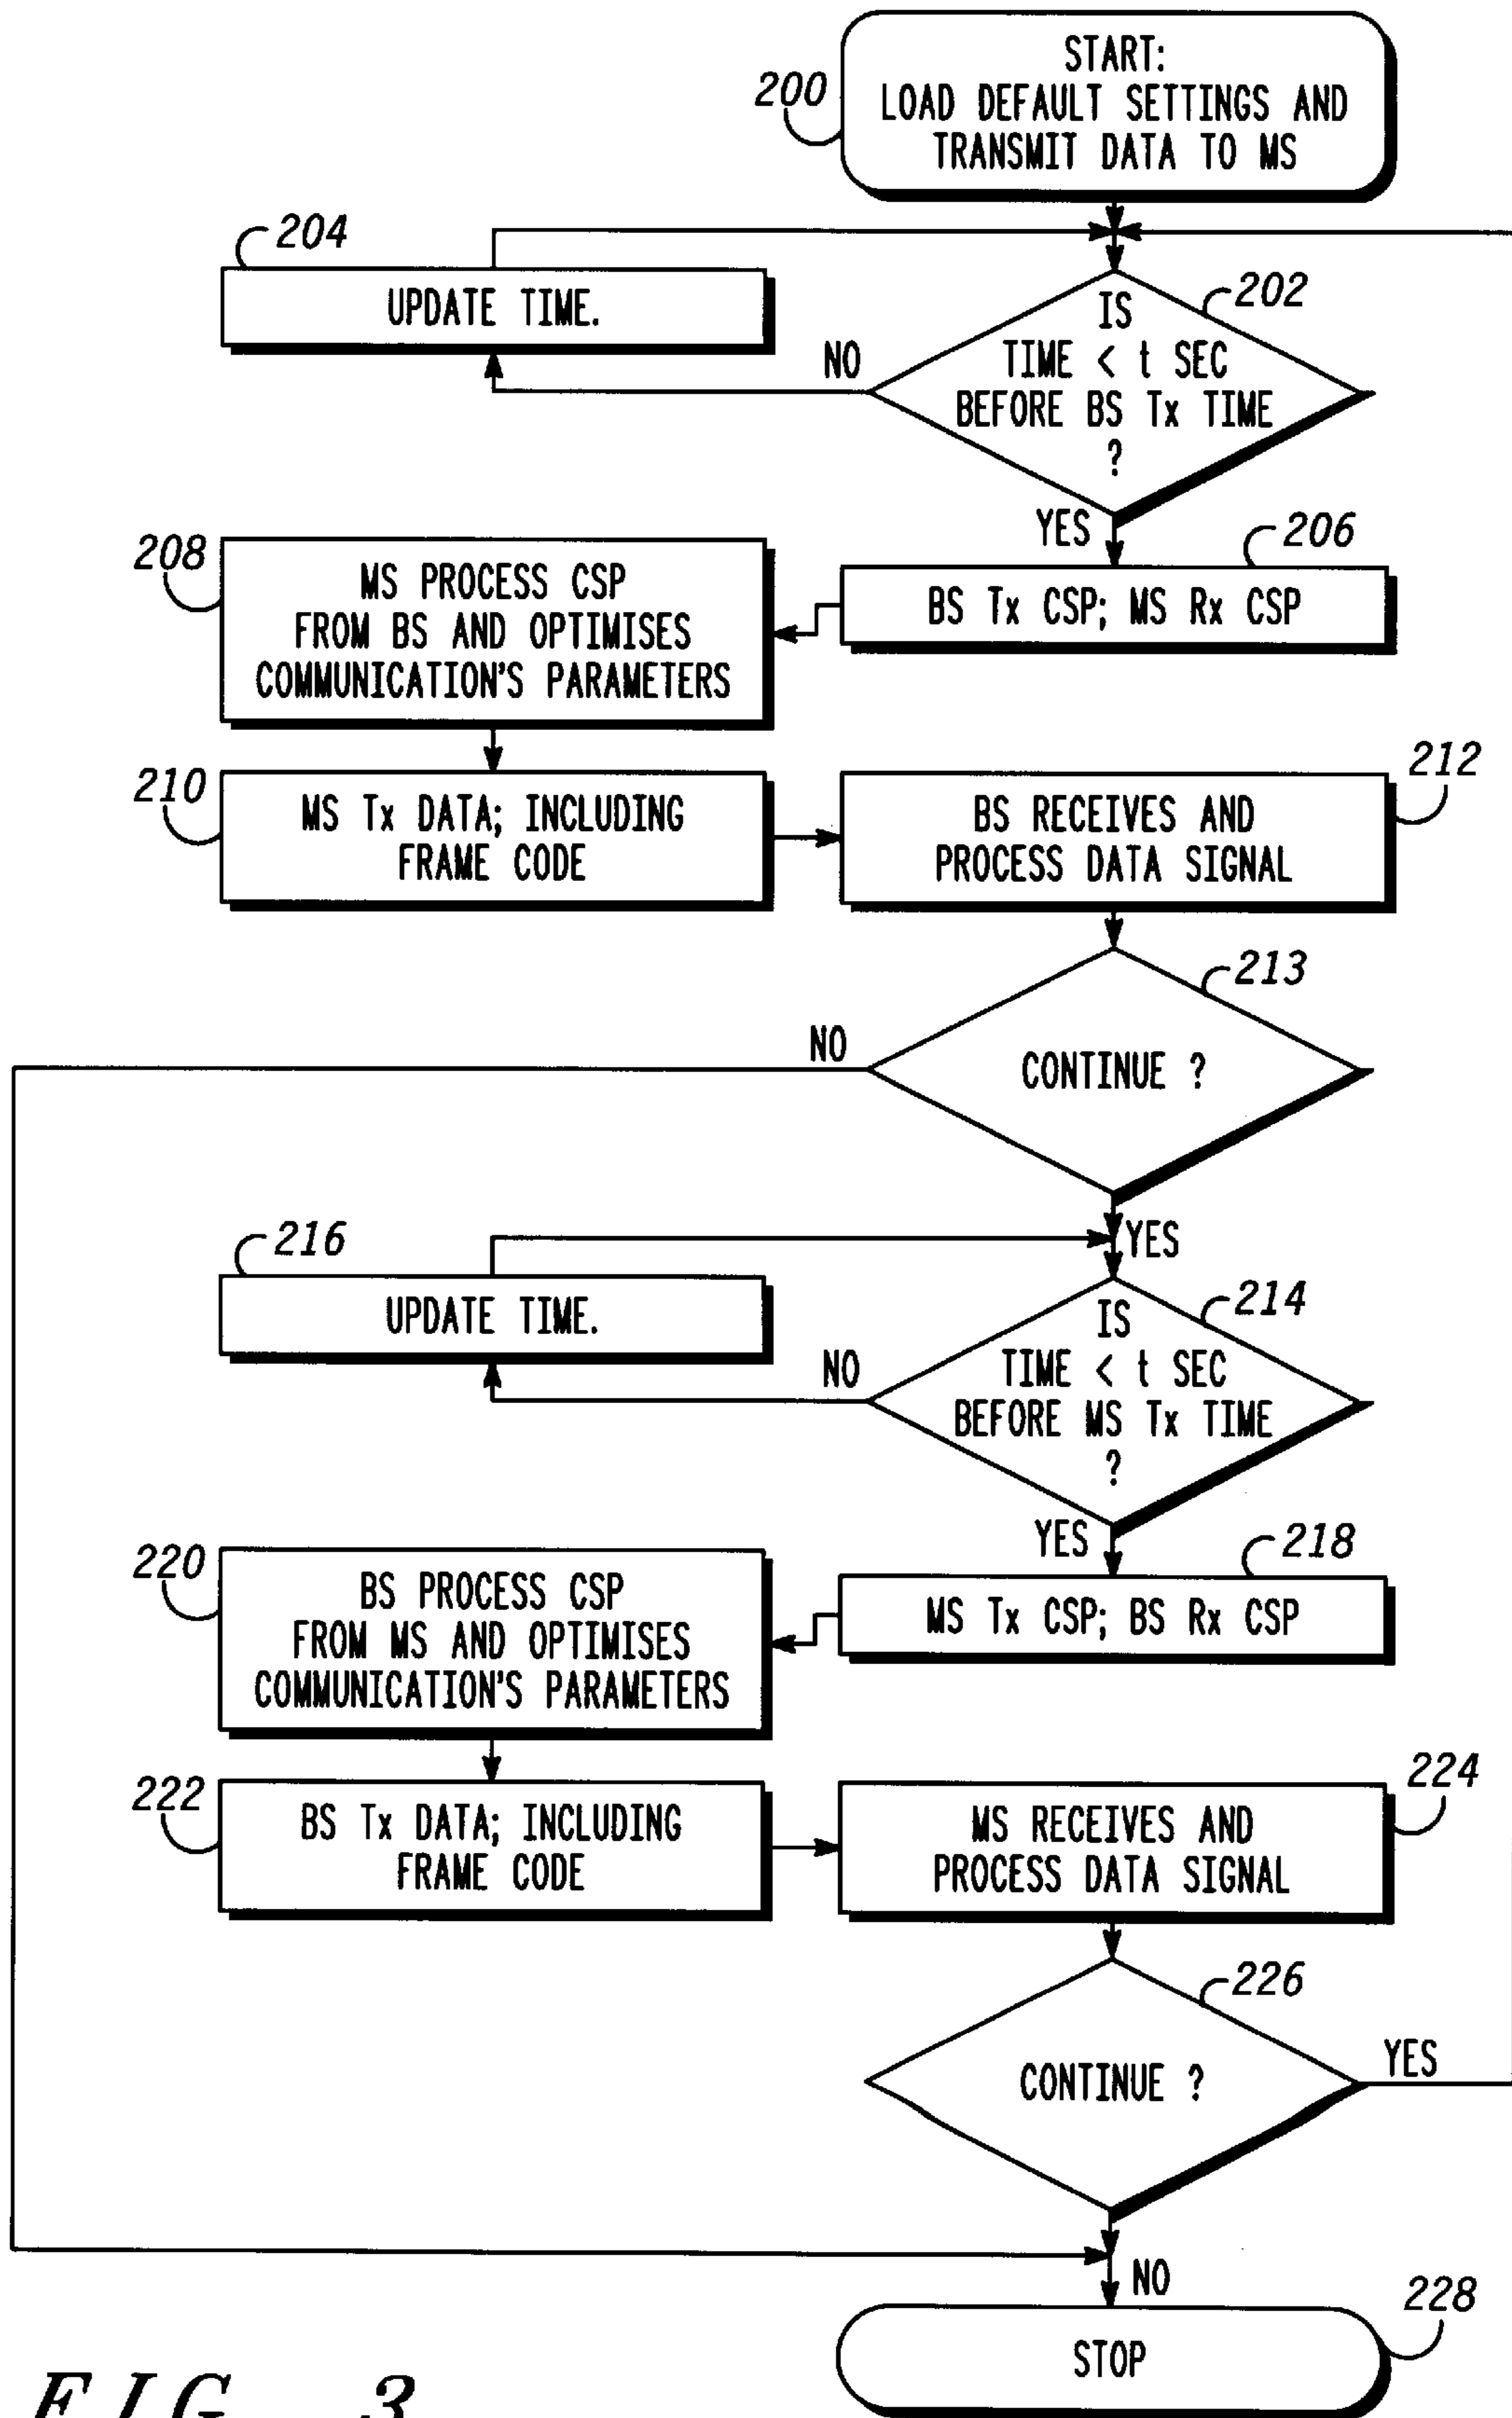 START:
LOAD DEFAULT SETTINGS AND
TRANSMIT DATA TO MS
200
204
UPDATE TIME.
202
IS
TIME < t SEC
BEFORE BS Tx TIME
?
NO
YES
206
BS Tx CSP; MS Rx CSP
208
MS PROCESS CSP
FROM BS AND OPTIMISES
COMMUNICATION'S PARAMETERS
210
MS Tx DATA; INCLUDING
FRAME CODE
212
BS RECEIVES AND
PROCESS DATA SIGNAL
213
CONTINUE ?
NO
YES
216
UPDATE TIME.
214
IS
TIME < t SEC
BEFORE MS Tx TIME
?
NO
YES
218
MS Tx CSP; BS Rx CSP
220
BS PROCESS CSP
FROM MS AND OPTIMISES
COMMUNICATION'S PARAMETERS
222
BS Tx DATA; INCLUDING
FRAME CODE
224
MS RECEIVES AND
PROCESS DATA SIGNAL
226
CONTINUE ?
YES
NO
228
STOP
FIG. 3